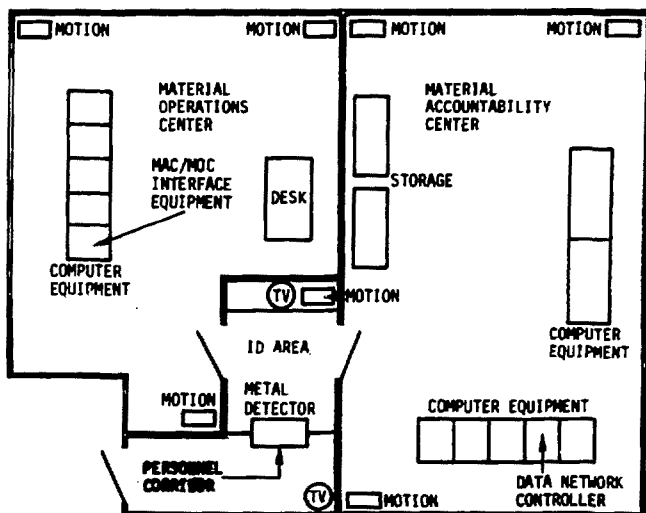 MOTION
MOTION
MOTION
MOTION
MATERIAL
OPERATIONS
CENTER
MATERIAL
ACCOUNTABILITY
CENTER
MAC/MOC
INTERFACE
EQUIPMENT
DESK
STORAGE
COMPUTER
EQUIPMENT
TV
MOTION
ID AREA
COMPUTER
EQUIPMENT
MOTION
METAL
DETECTOR
COMPUTER EQUIPMENT
PERSONNEL
CORRIDOR
TV
MOTION
DATA NETWORK
CONTROLLER